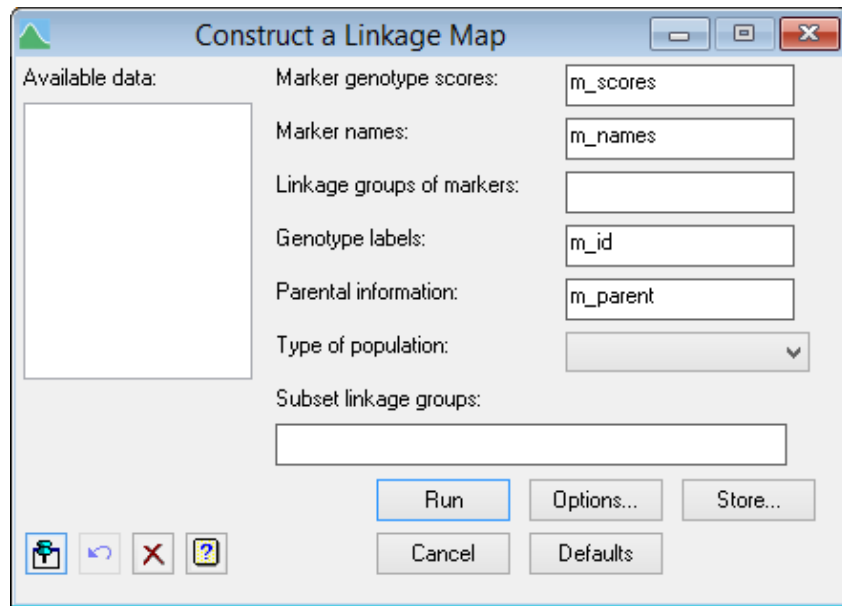 Construct a Linkage Map
Available data:
Marker genotype scores:
m_scores
Marker names:
m_names
Linkage groups of markers:
Genotype labels:
m_id
Parental information:
m_parent
Type of population:
Subset linkage groups:
Run
Options...
Store...
Cancel
Defaults
?